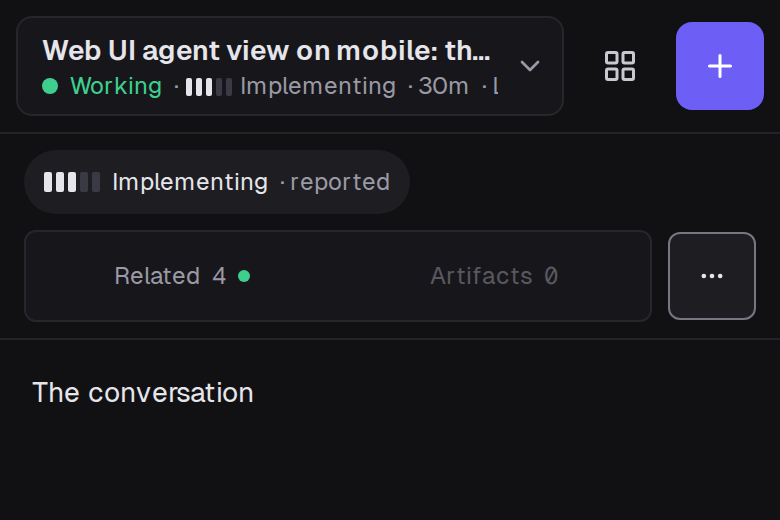 Web UI agent view on mobile: th...
Working · Implementing · 30m ·
Implementing · reported
Related 4
Artifacts 0
The conversation